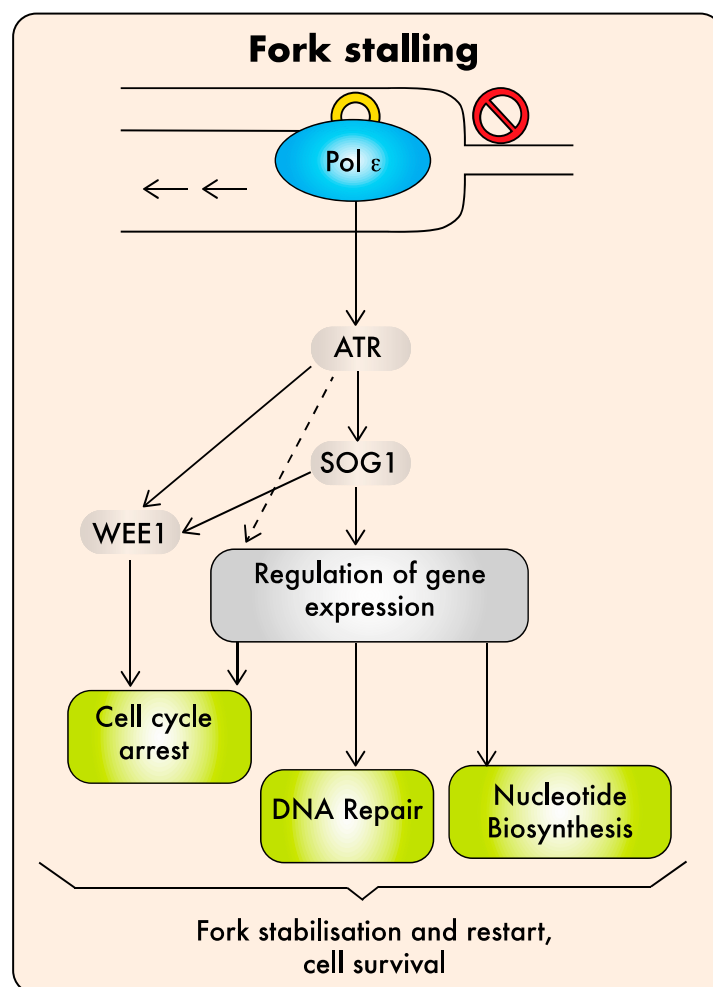 Fork stalling
Pol ε
ATR
SOG1
WEE1
Regulation of gene
expression
Cell cycle
arrest
DNA Repair
Nucleotide
Biosynthesis
Fork stabilisation and restart,
cell survival